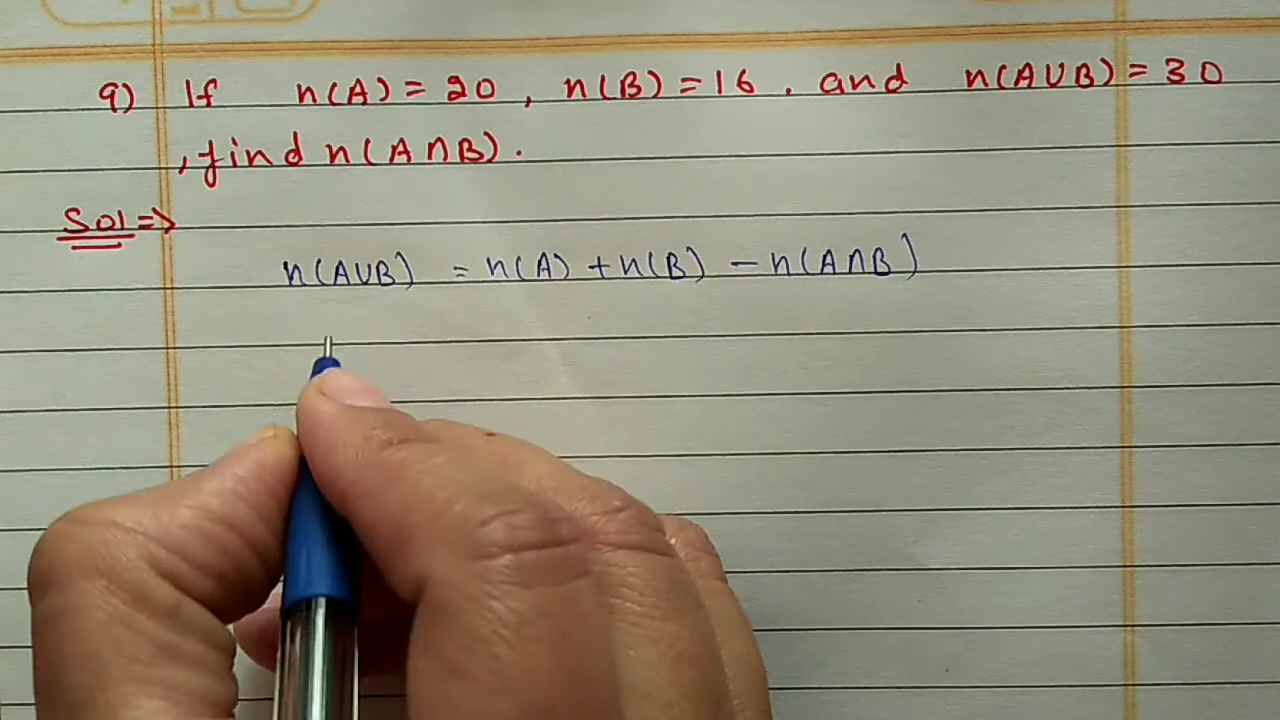 9) If n(A) = 20 , n(B) = 16 . and n(A∪B) = 30
, find n(A∩B).
Sol =>
n(A∪B) = n(A) + n(B) - n(A∩B)